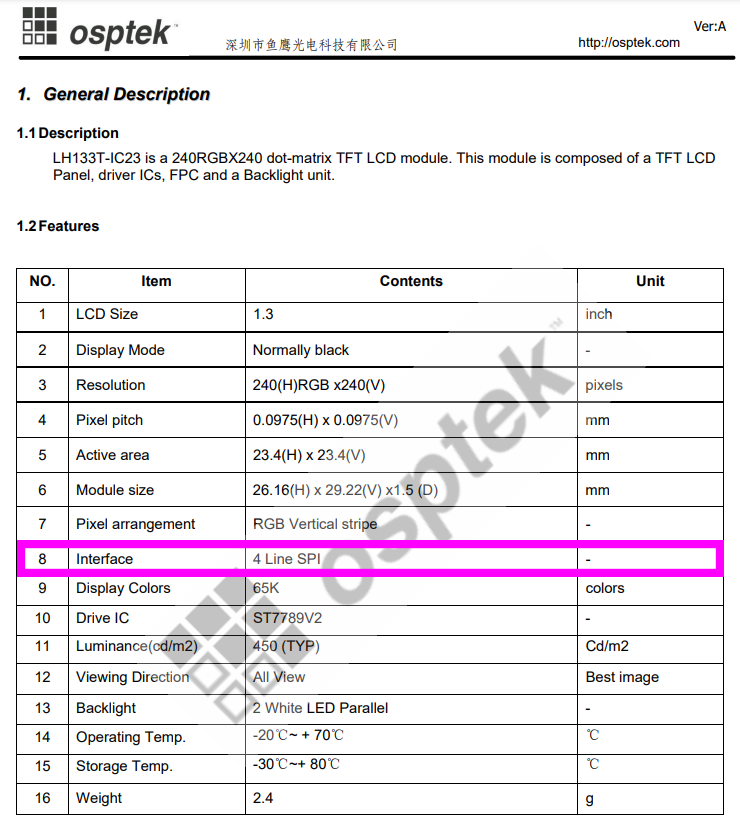 osptek™
深圳市鱼鹰光电科技有限公司
Ver:A
http://osptek.com
1. General Description
1.1 Description
LH133T-IC23 is a 240RGBX240 dot-matrix TFT LCD module. This module is composed of a TFT LCD
Panel, driver ICs, FPC and a Backlight unit.
1.2 Features
NO. Item Contents Unit
1 LCD Size 1.3 inch
2 Display Mode Normally black -
3 Resolution 240(H)RGB x240(V) pixels
4 Pixel pitch 0.0975(H) x 0.0975(V) mm
5 Active area 23.4(H) x 23.4(V) mm
6 Module size 26.16(H) x 29.22(V) x1.5 (D) mm
7 Pixel arrangement RGB Vertical stripe -
8 Interface 4 Line SPI -
9 Display Colors 65K colors
10 Drive IC ST7789V2 -
11 Luminance(cd/m2) 450 (TYP) Cd/m2
12 Viewing Direction All View Best image
13 Backlight 2 White LED Parallel -
14 Operating Temp. -20℃~ + 70℃ ℃
15 Storage Temp. -30℃~+ 80℃ ℃
16 Weight 2.4 g
osptek™